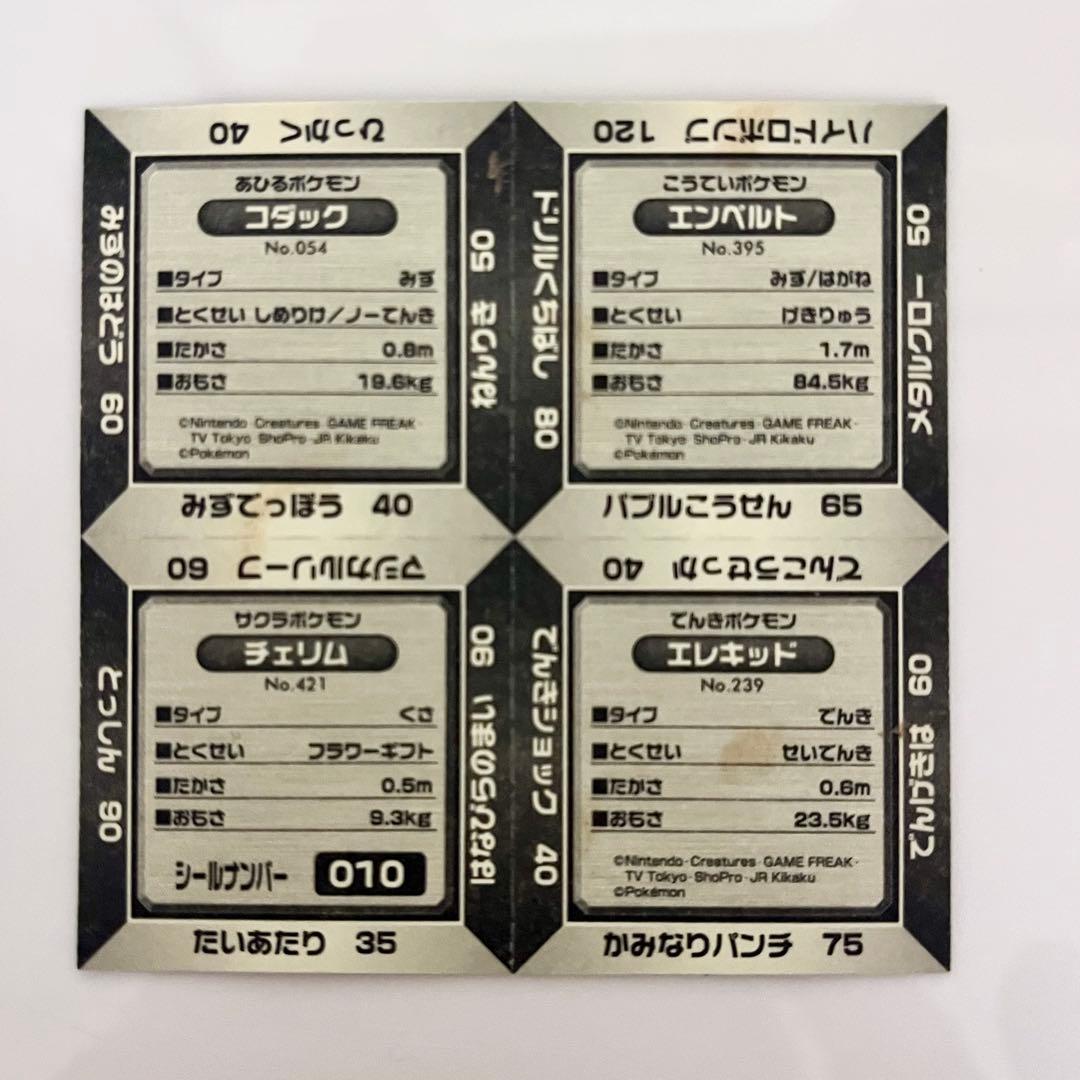 ひっかく 40
みずのはどう 60
あひるポケモン
コダック
No.054
■タイプ みず
■とくせい しめりけ/ノーてんき
■たかさ 0.8m
■おもさ 19.6kg
©Nintendo・Creatures・GAME FREAK・
TV Tokyo・ShoPro・JR Kikaku
©Pokémon
ねんりき 50
みずでっぽう 40
ハイドロポンプ 120
ドリルくちばし 80
こうていポケモン
エンペルト
No.395
■タイプ みず/はがね
■とくせい げきりゅう
■たかさ 1.7m
■おもさ 84.5kg
©Nintendo・Creatures・GAME FREAK・
TV Tokyo・ShoPro・JR Kikaku
©Pokémon
メタルクロー 50
バブルこうせん 65
マジカルリーフ 60
とっしん 90
サクラポケモン
チェリム
No.421
■タイプ くさ
■とくせい フラワーギフト
■たかさ 0.5m
■おもさ 9.3kg
シールナンバー 010
はなびらのまい 90
たいあたり 35
でんこうせっか 40
でんきショック 40
でんきポケモン
エレキッド
No.239
■タイプ でんき
■とくせい せいでんき
■たかさ 0.6m
■おもさ 23.5kg
©Nintendo・Creatures・GAME FREAK・
TV Tokyo・ShoPro・JR Kikaku
©Pokémon
でんげきは 60
かみなりパンチ 75